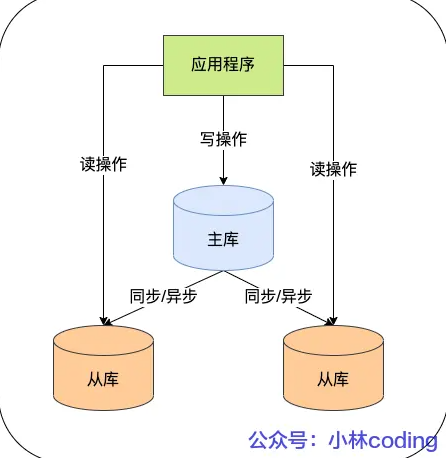 应用程序
写操作
读操作
读操作
主库
同步/异步
同步/异步
从库
从库
公众号：小林coding